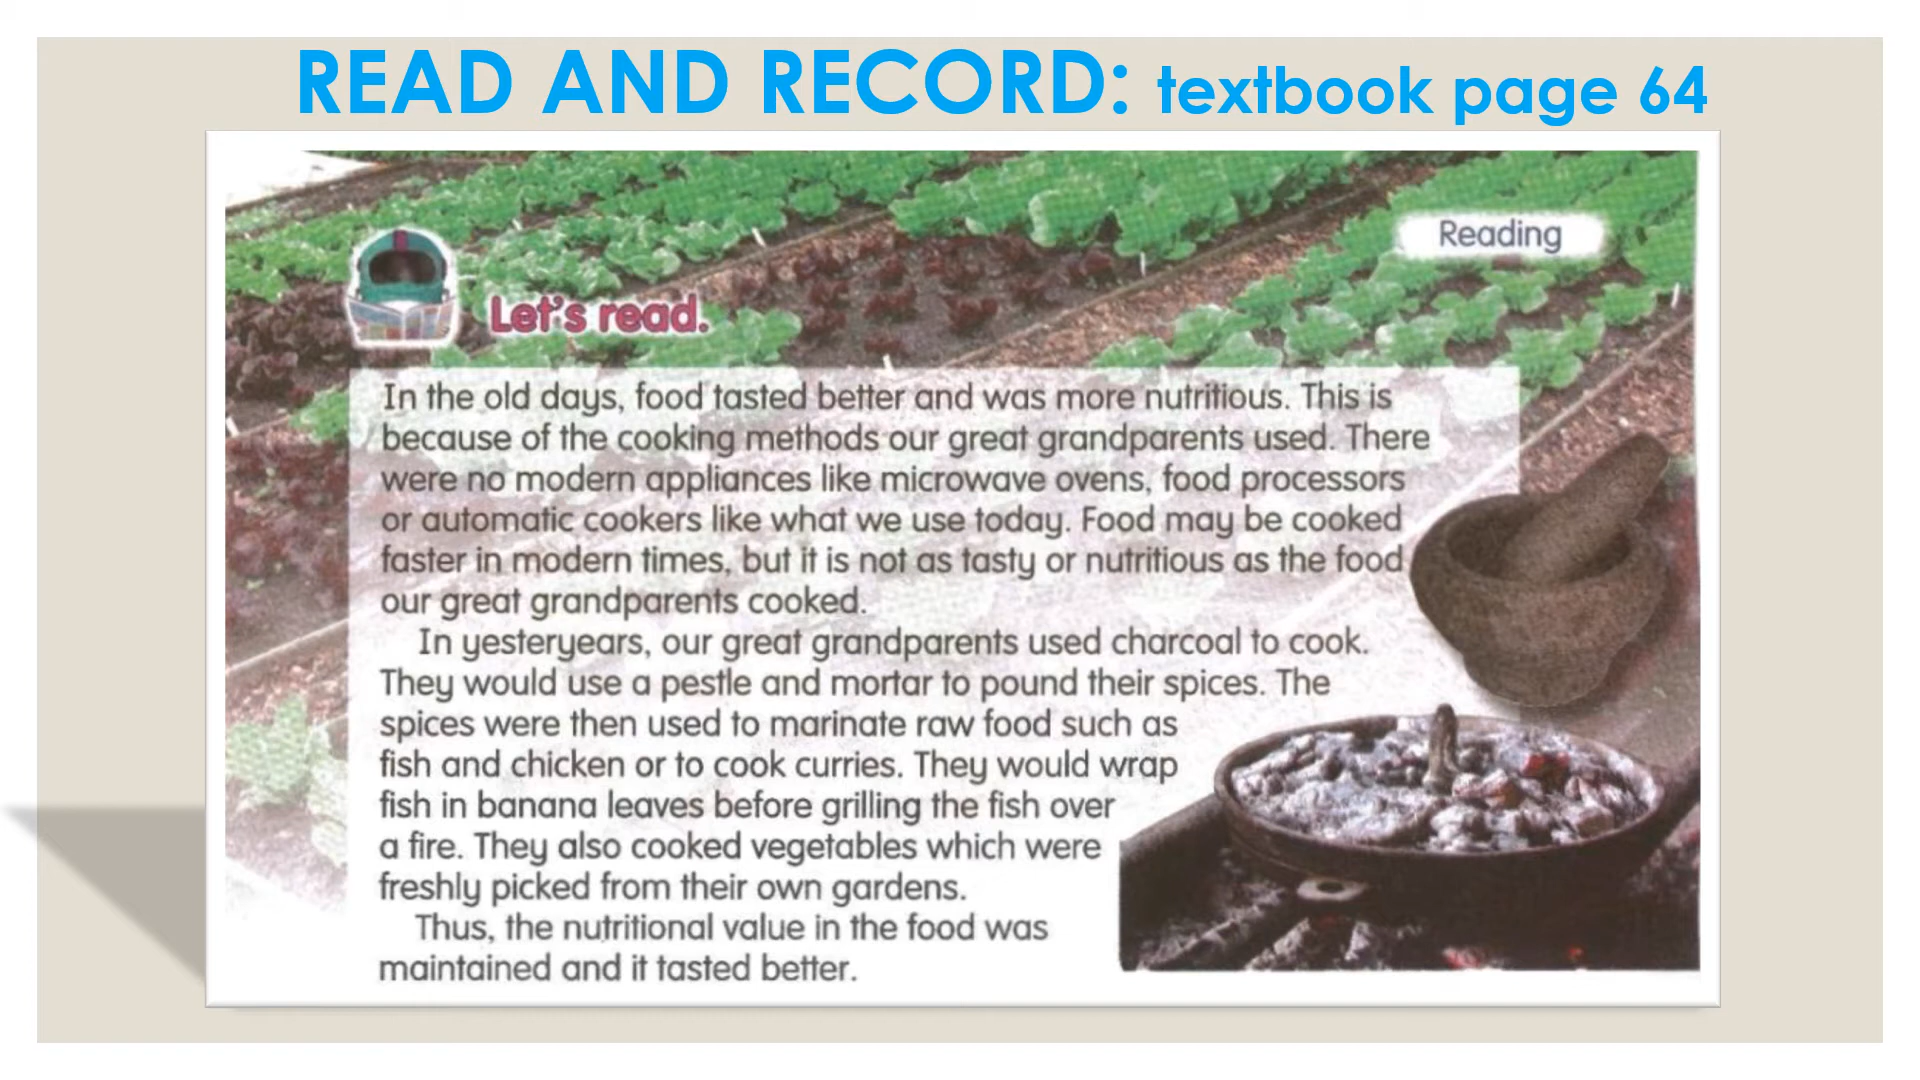 READ AND RECORD: textbook page 64
Reading
Let's read.
In the old days, food tasted better and was more nutritious. This is
because of the cooking methods our great grandparents used. There
were no modern appliances like microwave ovens, food processors
or automatic cookers like what we use today. Food may be cooked
faster in modern times, but it is not as tasty or nutritious as the food
our great grandparents cooked.
In yesteryears, our great grandparents used charcoal to cook.
They would use a pestle and mortar to pound their spices. The
spices were then used to marinate raw food such as
fish and chicken or to cook curries. They would wrap
fish in banana leaves before grilling the fish over
a fire. They also cooked vegetables which were
freshly picked from their own gardens.
Thus, the nutritional value in the food was
maintained and it tasted better.